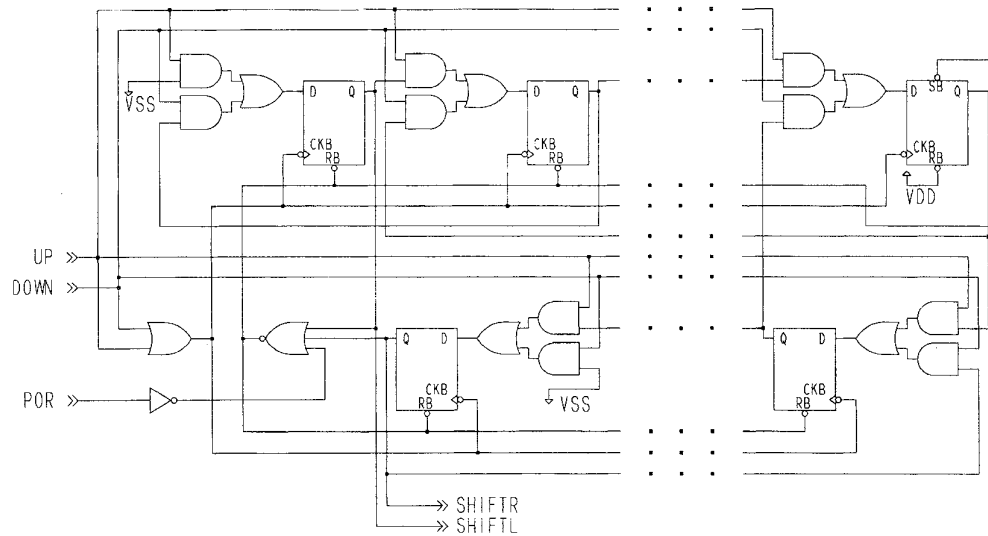 D Q D Q D SB Q
VSS
CKB CKB CKB
RB RB RB
VDD
UP
DOWN
Q D Q D
CKB CKB
POR RB VSS RB
SHIFTR
SHIFTL